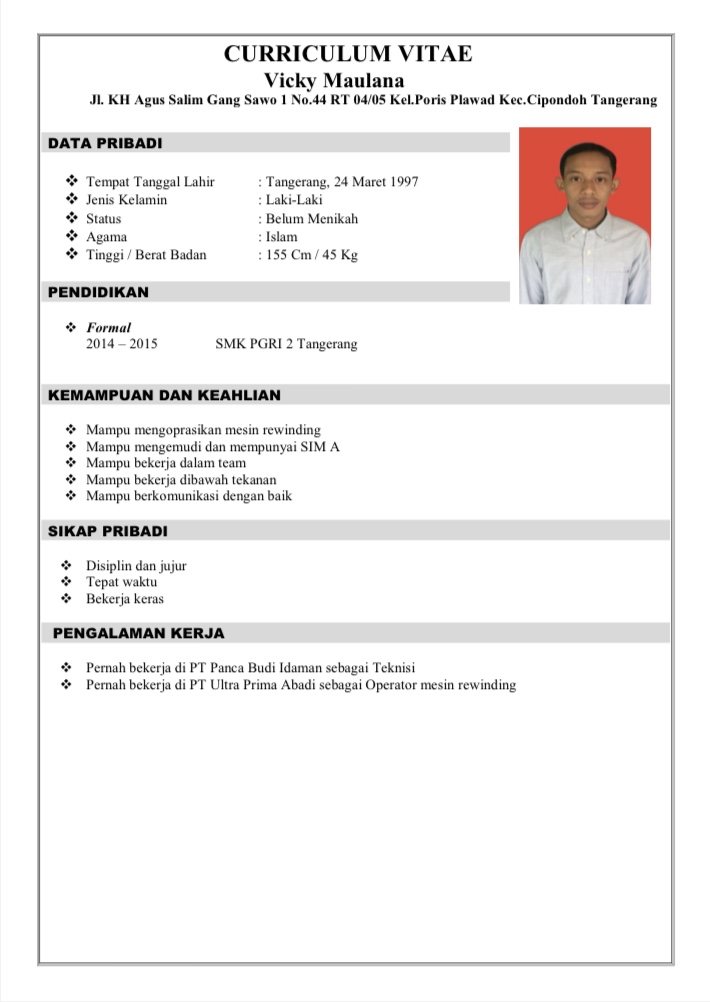 CURRICULUM VITAE
Vicky Maulana
Jl. KH Agus Salim Gang Sawo 1 No.44 RT 04/05 Kel.Poris Plawad Kec.Cipondoh Tangerang
DATA PRIBADI
❖ Tempat Tanggal Lahir : Tangerang, 24 Maret 1997
❖ Jenis Kelamin : Laki-Laki
❖ Status : Belum Menikah
❖ Agama : Islam
❖ Tinggi / Berat Badan : 155 Cm / 45 Kg
PENDIDIKAN
❖ Formal
2014 – 2015 SMK PGRI 2 Tangerang
KEMAMPUAN DAN KEAHLIAN
❖ Mampu mengoprasikan mesin rewinding
❖ Mampu mengemudi dan mempunyai SIM A
❖ Mampu bekerja dalam team
❖ Mampu bekerja dibawah tekanan
❖ Mampu berkomunikasi dengan baik
SIKAP PRIBADI
❖ Disiplin dan jujur
❖ Tepat waktu
❖ Bekerja keras
PENGALAMAN KERJA
❖ Pernah bekerja di PT Panca Budi Idaman sebagai Teknisi
❖ Pernah bekerja di PT Ultra Prima Abadi sebagai Operator mesin rewinding